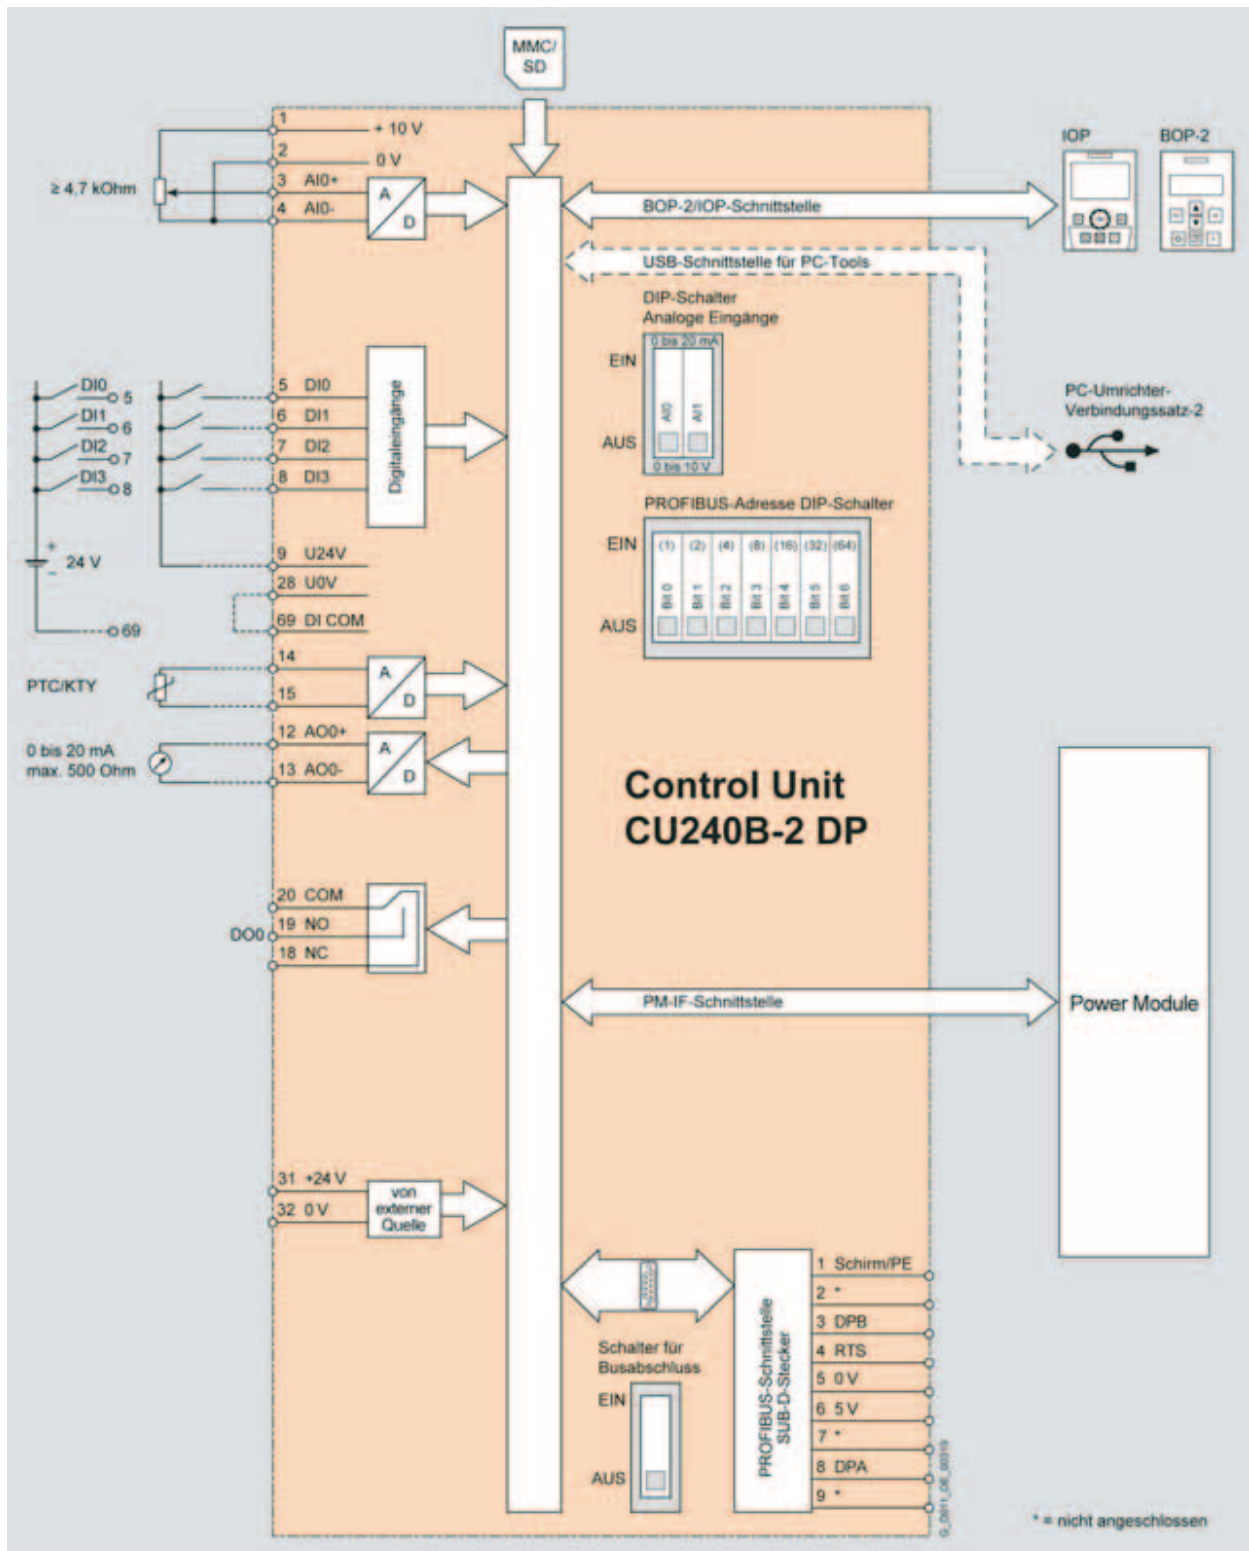 MMC/
SD
1
+ 10 V
2
0 V
3 AI0+
4 AI0-
≥ 4,7 kOhm
A
D
IOP
BOP-2
BOP-2/IOP-Schnittstelle
USB-Schnittstelle für PC-Tools
DIP-Schalter
Analoge Eingänge
0 bis 20 mA
EIN
AI0
AI1
AUS
0 bis 10 V
PC-Umrichter-
Verbindungssatz-2
DI0
5
DI1
6
DI2
7
DI3
8
5 DI0
6 DI1
7 DI2
8 DI3
Digitaleingänge
PROFIBUS-Adresse DIP-Schalter
EIN
(1) (2) (4) (8) (16) (32) (64)
Bit 0
Bit 1
Bit 2
Bit 3
Bit 4
Bit 5
Bit 6
AUS
+
24 V
–
69
9 U24V
28 U0V
69 DI COM
14
15
PTC/KTY
A
D
12 AO0+
13 AO0-
0 bis 20 mA
max. 500 Ohm
A
D
Control Unit
CU240B-2 DP
20 COM
19 NO
18 NC
DO0
PM-IF-Schnittstelle
Power Module
31 +24 V
32 0 V
von
externer
Quelle
PROFIBUS-Schnittstelle
SUB-D-Stecker
1 Schirm/PE
2 *
3 DPB
4 RTS
5 0 V
6 5 V
7 *
8 DPA
9 *
Schalter für
Busabschluss
EIN
AUS
G_D011_DE_00319
* = nicht angeschlossen